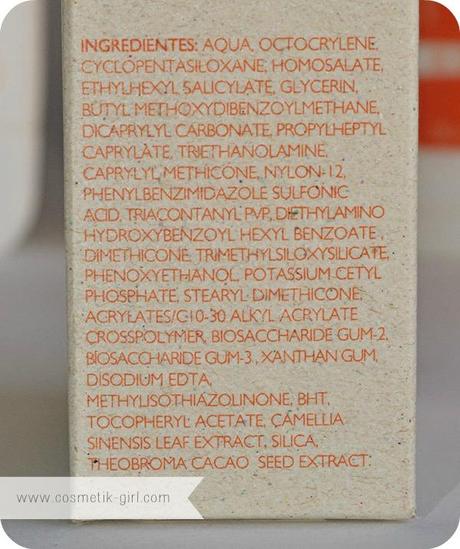 INGREDIENTES: AQUA, OCTOCRYLENE,
CYCLOPENTASILOXANE, HOMOSALATE,
ETHYLHEXYL SALICYLATE, GLYCERIN,
BUTYL METHOXYDIBENZOYLMETHANE,
DICAPRYLYL CARBONATE, PROPYLHEPTYL
CAPRYLATE, TRIETHANOLAMINE,
CAPRYLYL METHICONE, NYLON-12,
PHENYLBENZIMIDAZOLE SULFONIC
ACID, TRIACONTANYL PVP, DIETHYLAMINO
HYDROXYBENZOYL HEXYL BENZOATE,
DIMETHICONE, TRIMETHYLSILOXYSILICATE,
PHENOXYETHANOL, POTASSIUM CETYL
PHOSPHATE, STEARYL DIMETHICONE,
ACRYLATES/C10-30 ALKYL ACRYLATE
CROSSPOLYMER, BIOSACCHARIDE GUM-2,
BIOSACCHARIDE GUM-3, XANTHAN GUM,
DISODIUM EDTA,
METHYLISOTHIAZOLINONE, BHT,
TOCOPHERYL ACETATE, CAMELLIA
SINENSIS LEAF EXTRACT, SILICA,
THEOBROMA CACAO SEED EXTRACT.
www.cosmetik-girl.com